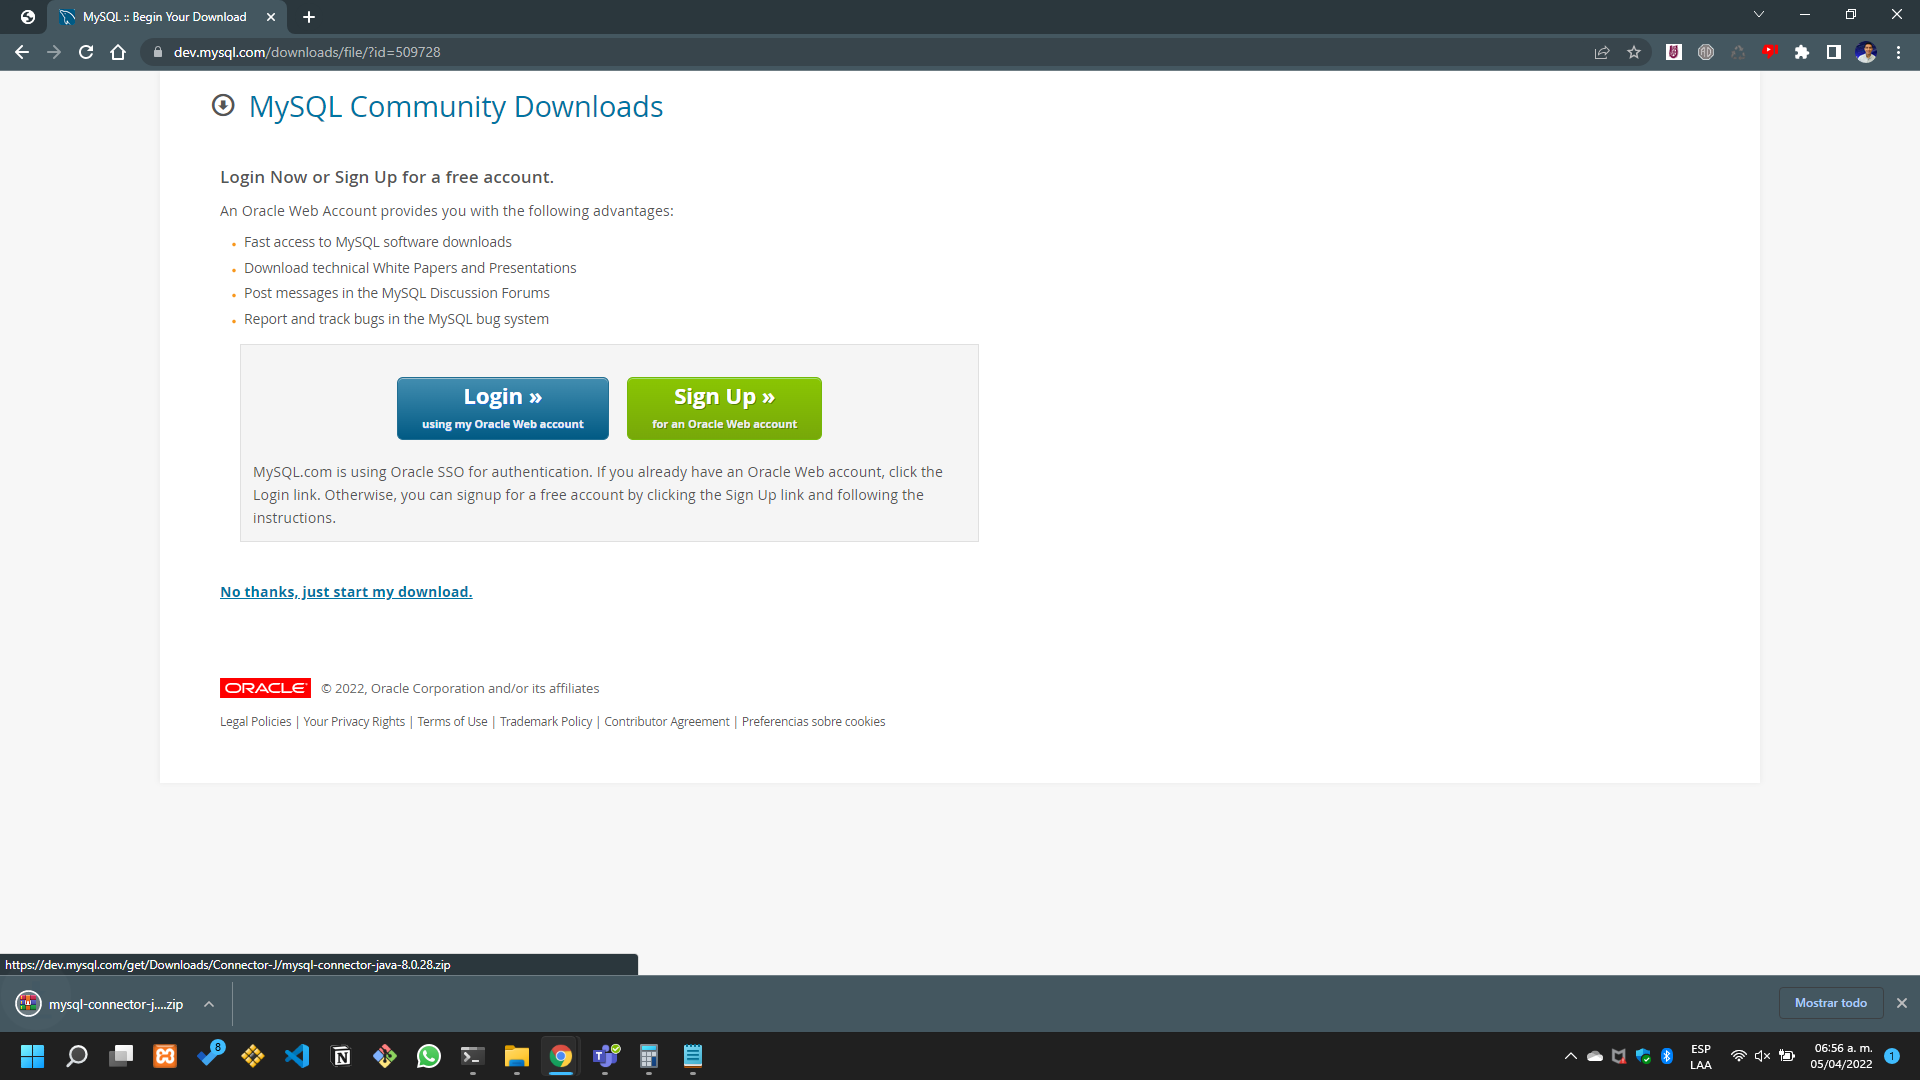 MySQL :: Begin Your Download
dev.mysql.com/downloads/file/?id=509728
MySQL Community Downloads
Login Now or Sign Up for a free account.
An Oracle Web Account provides you with the following advantages:
Fast access to MySQL software downloads
Download technical White Papers and Presentations
Post messages in the MySQL Discussion Forums
Report and track bugs in the MySQL bug system
Login »
using my Oracle Web account
Sign Up »
for an Oracle Web account
MySQL.com is using Oracle SSO for authentication. If you already have an Oracle Web account, click the
Login link. Otherwise, you can signup for a free account by clicking the Sign Up link and following the
instructions.
No thanks, just start my download.
ORACLE © 2022, Oracle Corporation and/or its affiliates
Legal Policies | Your Privacy Rights | Terms of Use | Trademark Policy | Contributor Agreement | Preferencias sobre cookies
https://dev.mysql.com/get/Downloads/Connector-J/mysql-connector-java-8.0.28.zip
mysql-connector-j....zip
Mostrar todo
8
ESP
LAA
06:56 a. m.
05/04/2022
1